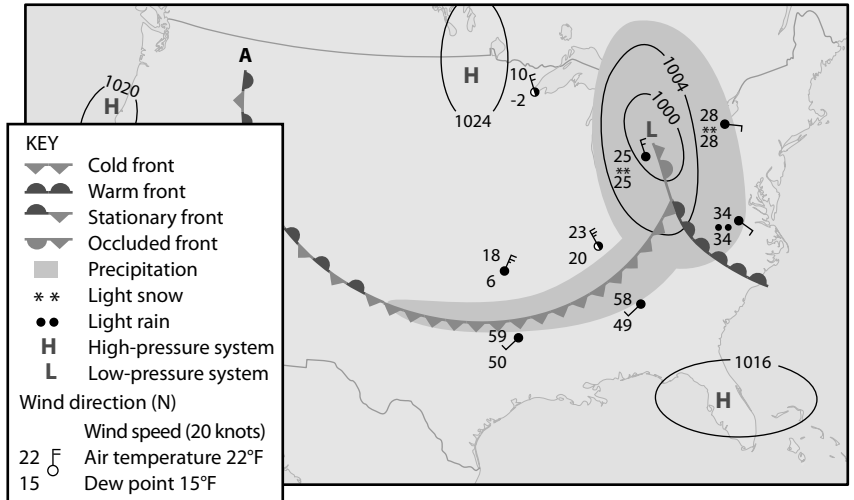 A
H
1020
H
1024
10
-2
1004
1000
L
28
**
28
25
**
25
34
34
23
20
18
6
58
49
59
50
1016
H
KEY
Cold front
Warm front
Stationary front
Occluded front
Precipitation
** Light snow
•• Light rain
H High-pressure system
L Low-pressure system
Wind direction (N)
Wind speed (20 knots)
22 Air temperature 22°F
15 Dew point 15°F